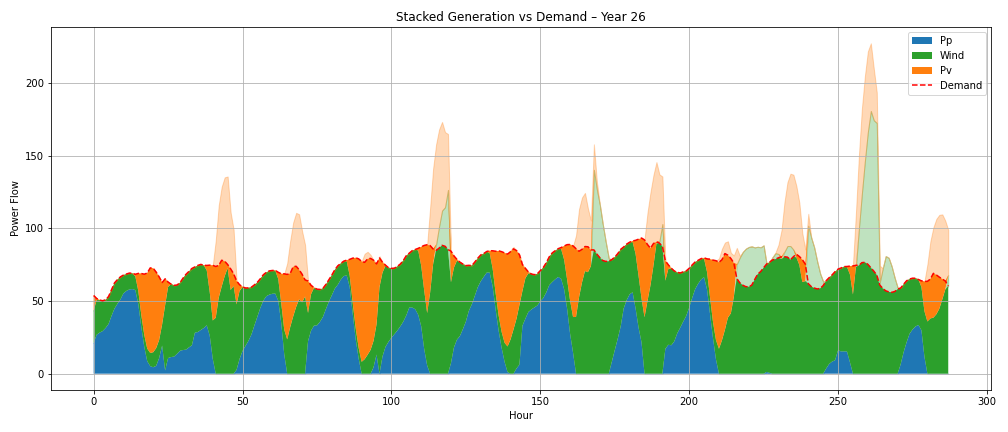 Stacked Generation vs Demand – Year 26
Pp
Wind
Pv
Demand
Power Flow
200
150
100
50
0
0 50 100 150 200 250 300
Hour